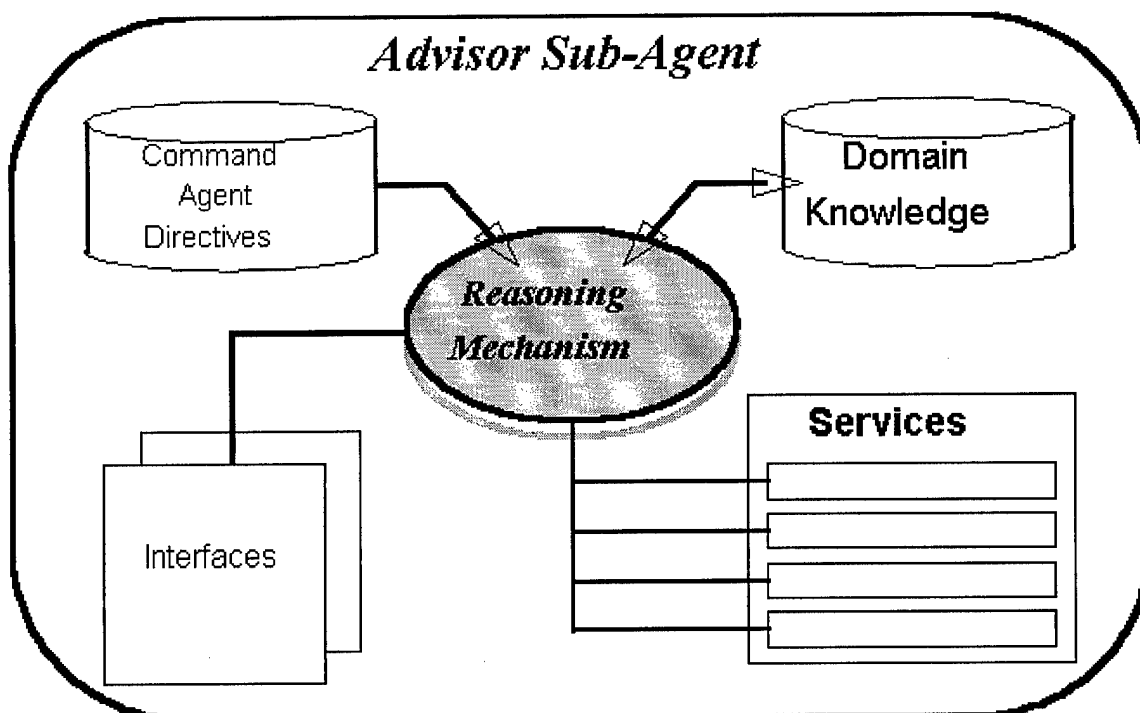 Advisor Sub-Agent
Command
Agent
Directives
Domain
Knowledge
Reasoning
Mechanism
Services
Interfaces